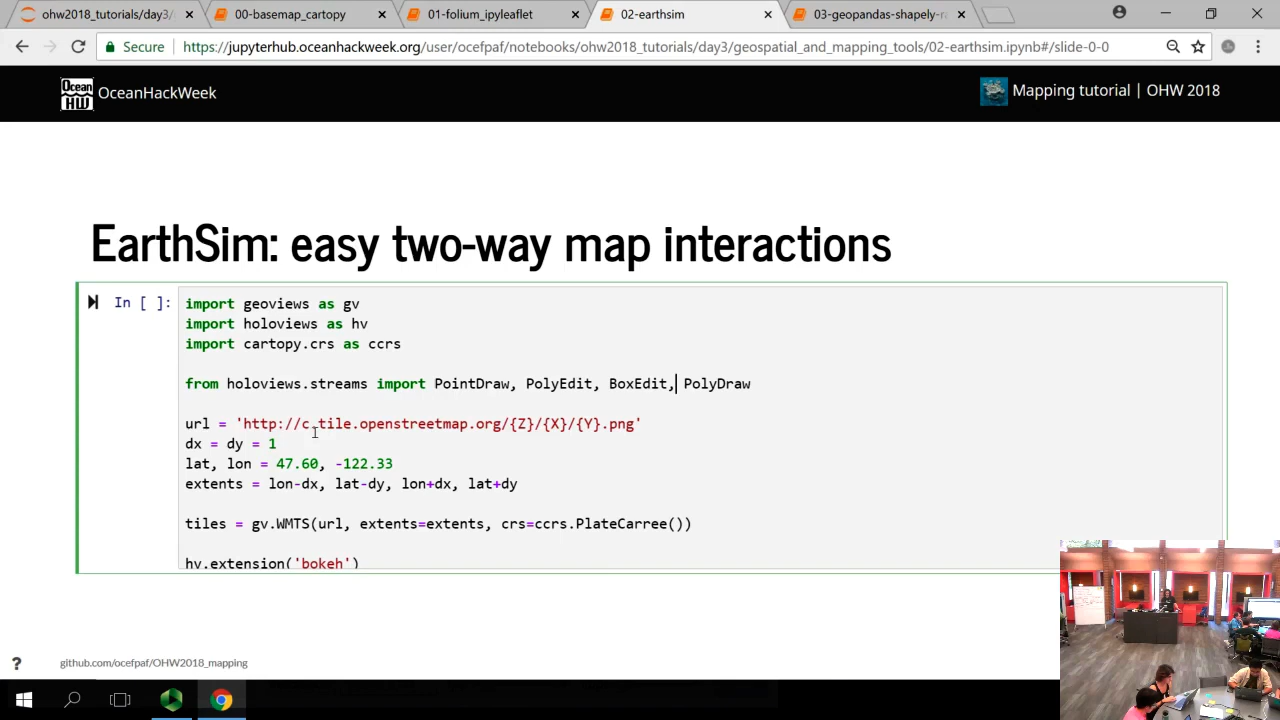 ohw2018_tutorials/day3/
00-basemap_cartopy
01-folium_ipyleaflet
02-earthsim
03-geopandas-shapely-r
Secure
https://jupyterhub.oceanhackweek.org/user/ocefpaf/notebooks/ohw2018_tutorials/day3/geospatial_and_mapping_tools/02-earthsim.ipynb#/slide-0-0
Ocean HW
OceanHackWeek
Mapping tutorial | OHW 2018
EarthSim: easy two-way map interactions
In [ ]:
import geoviews as gv
import holoviews as hv
import cartopy.crs as ccrs
from holoviews.streams import PointDraw, PolyEdit, BoxEdit, PolyDraw
url = 'http://c.tile.openstreetmap.org/{Z}/{X}/{Y}.png'
dx = dy = 1
lat, lon = 47.60, -122.33
extents = lon-dx, lat-dy, lon+dx, lat+dy
tiles = gv.WMTS(url, extents=extents, crs=ccrs.PlateCarree())
hv.extension('bokeh')
?
github.com/ocefpaf/OHW2018_mapping